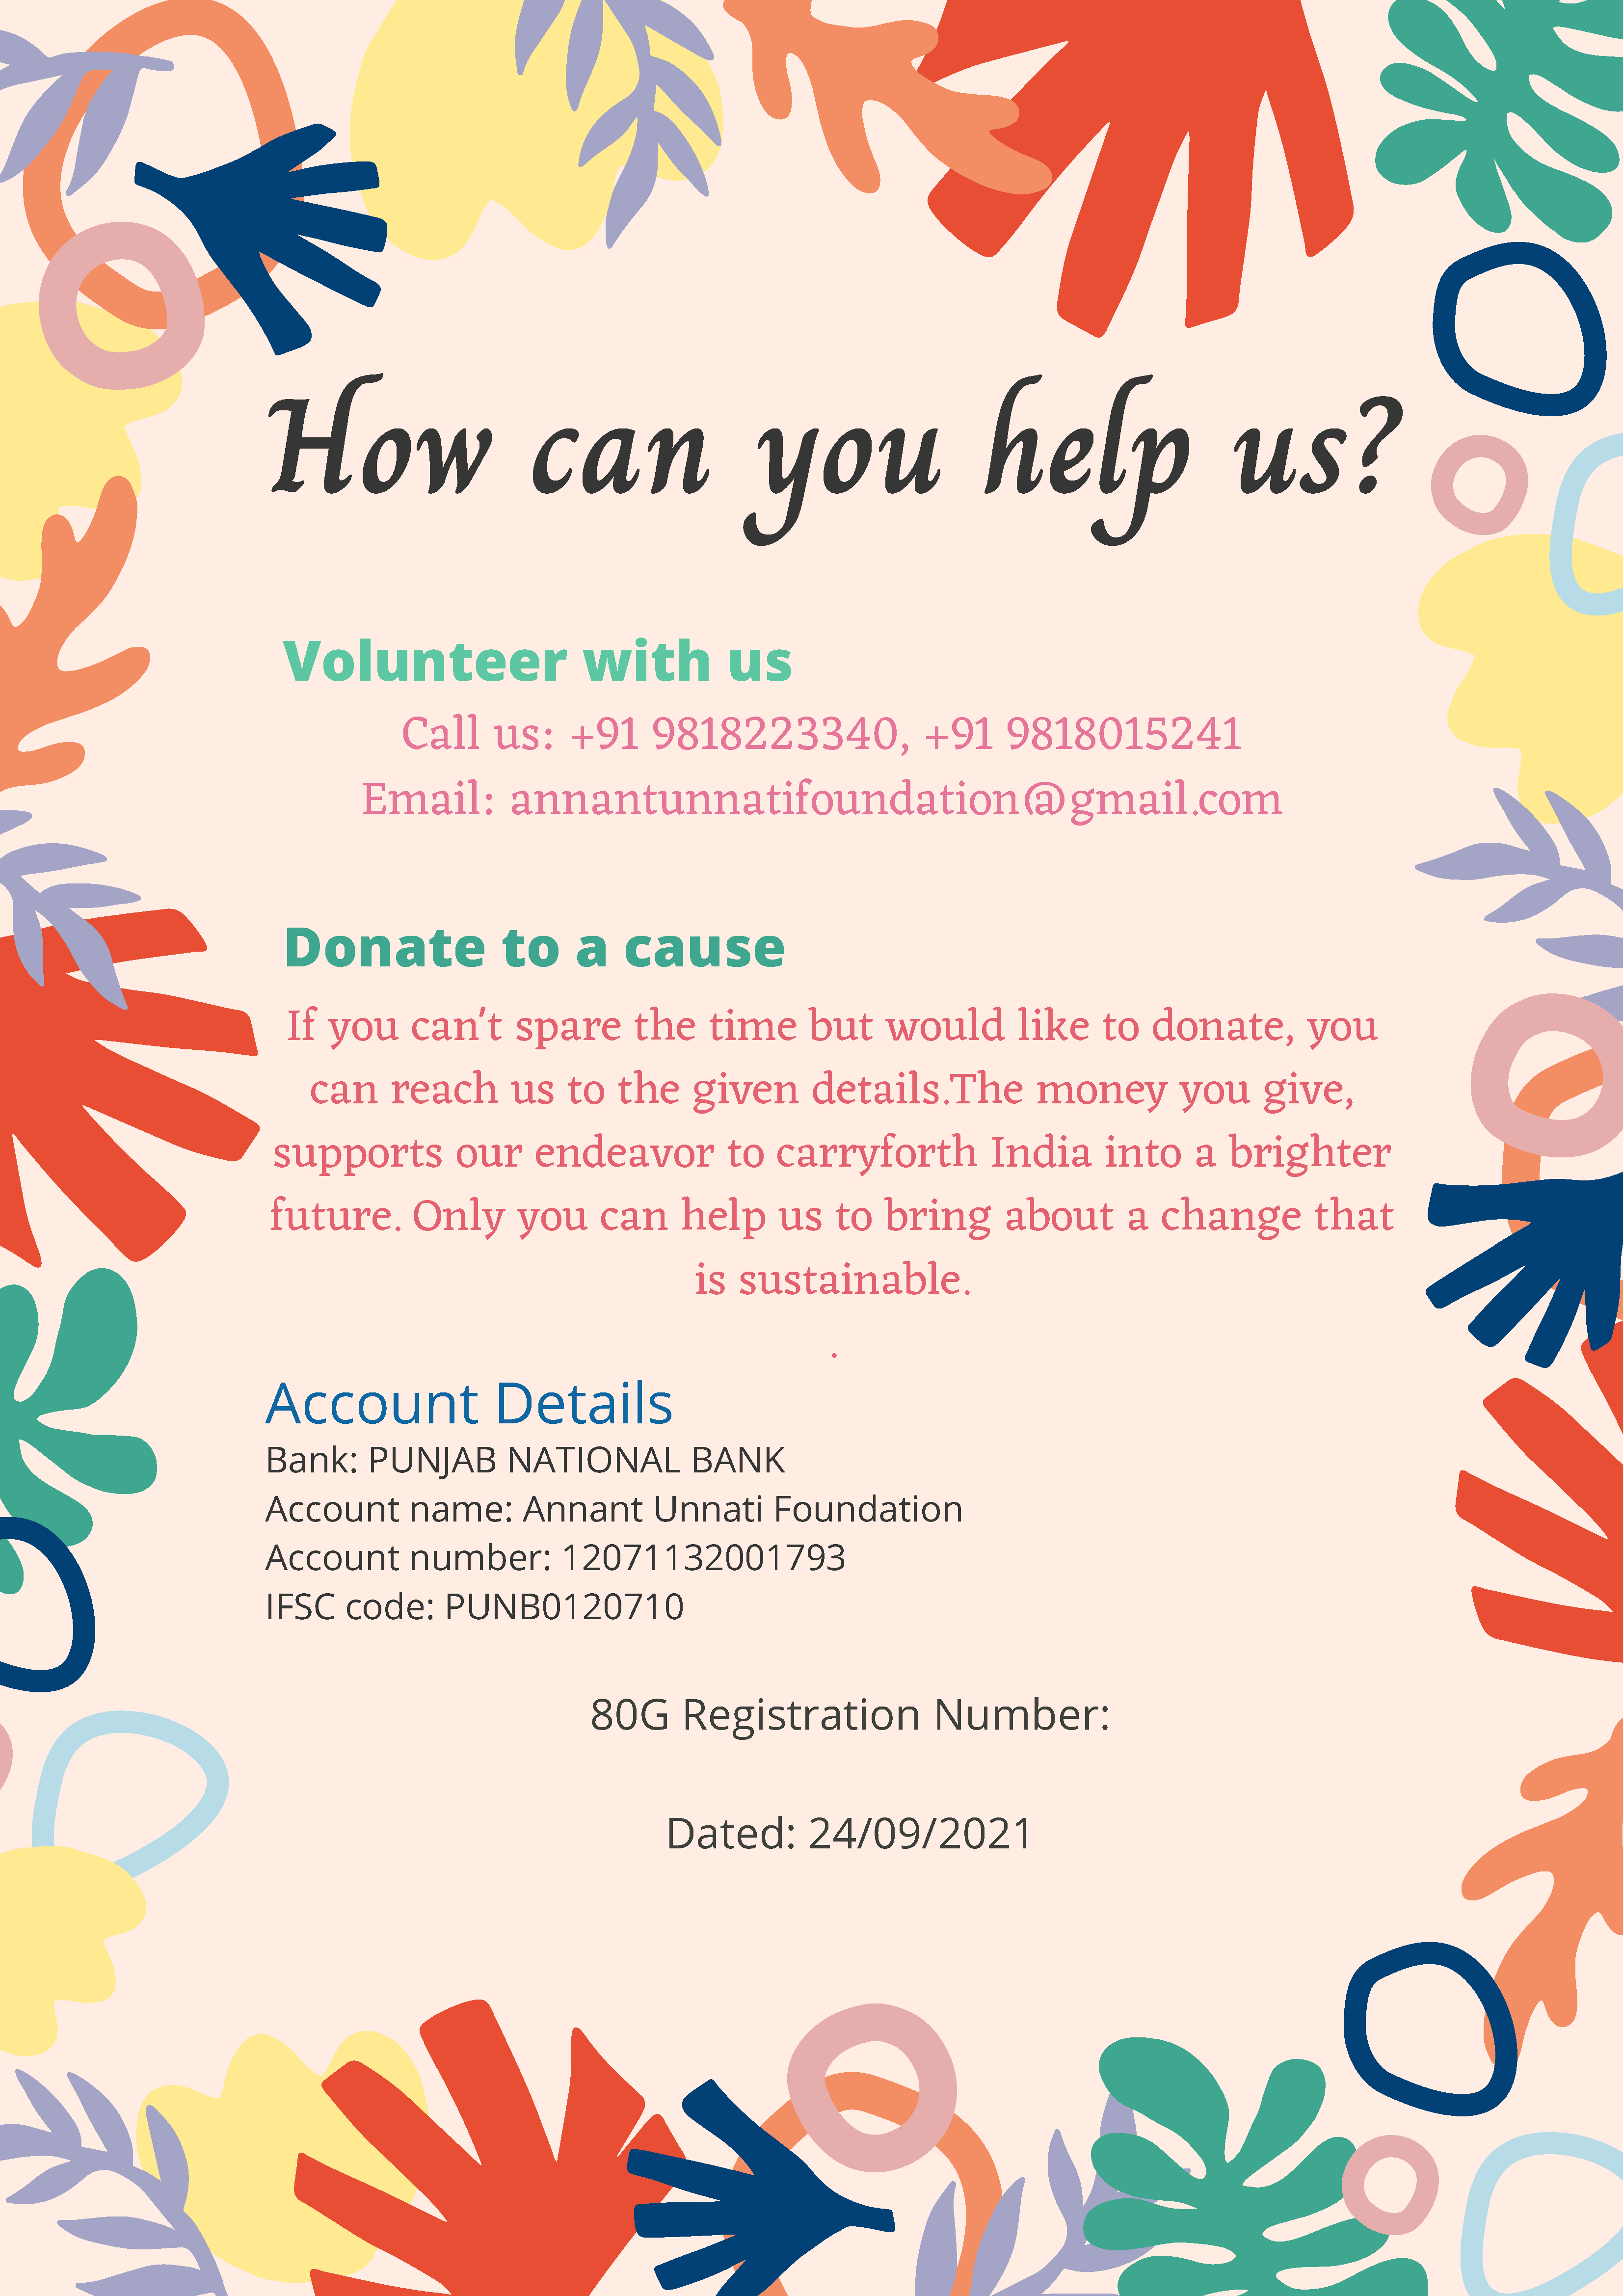 How can you help us?
Volunteer with us
Call us: +91 9818223340, +91 9818015241
Email: annantunnatifoundation@gmail.com
Donate to a cause
If you can't spare the time but would like to donate, you
can reach us to the given details.The money you give,
supports our endeavor to carryforth India into a brighter
future. Only you can help us to bring about a change that
is sustainable.
.
Account Details
Bank: PUNJAB NATIONAL BANK
Account name: Annant Unnati Foundation
Account number: 12071132001793
IFSC code: PUNB0120710
80G Registration Number:
Dated: 24/09/2021